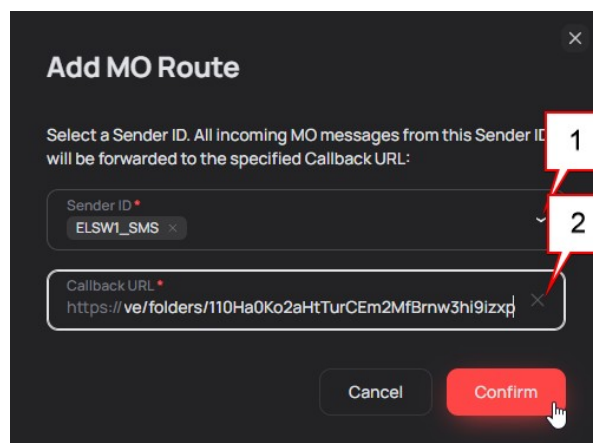 Add MO Route
Select a Sender ID. All incoming MO messages from this Sender ID
will be forwarded to the specified Callback URL:
1
Sender ID *
ELSW1_SMS ×
2
Callback URL *
https:// ve/folders/110Ha0Ko2aHtTurCEm2MfBrnw3hi9izxp
Cancel Confirm